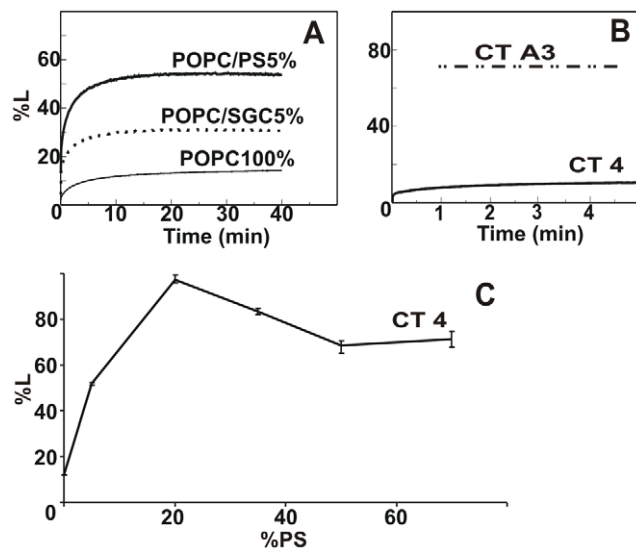 A
%L
60
40
20
0
POPC/PS5%
POPC/SGC5%
POPC100%
0 10 20 30 40
Time (min)
B
80
40
0
CT A3
CT 4
1 2 3 4
Time (min)
C
%L
80
60
40
20
0
CT 4
20 40 60
%PS